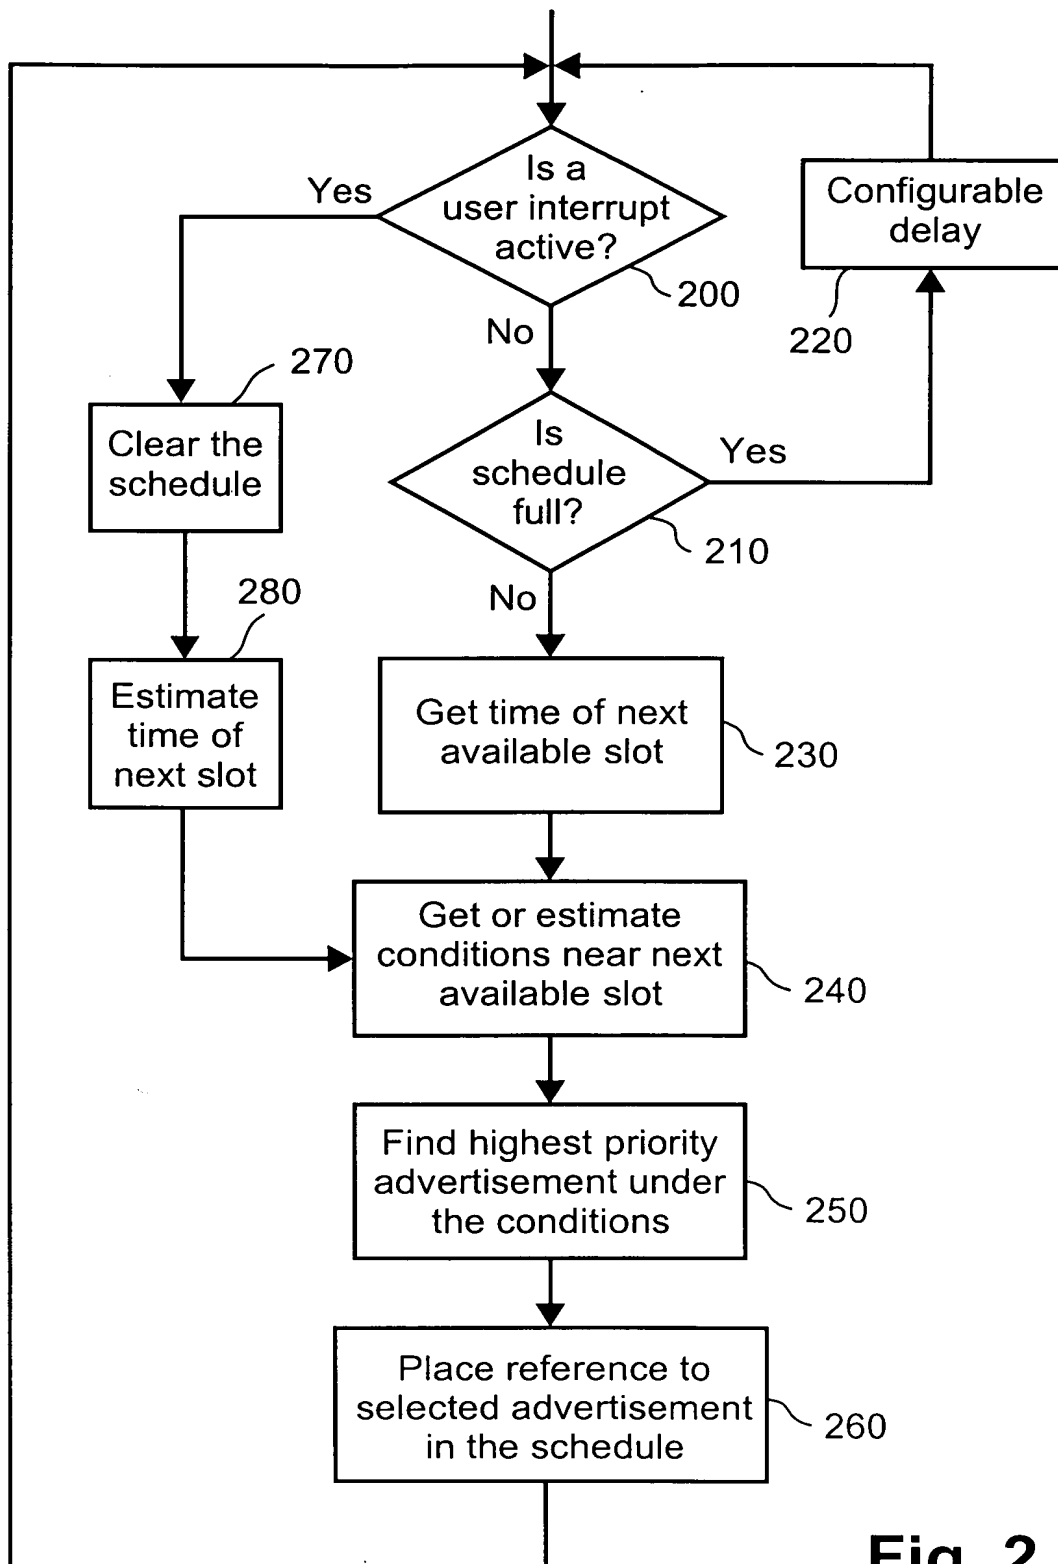 Is a
user interrupt
active?
Yes
200
No
Configurable
delay
220
270
Clear the
schedule
Is
schedule
full?
Yes
210
No
280
Estimate
time of
next slot
Get time of next
available slot
230
Get or estimate
conditions near next
available slot
240
Find highest priority
advertisement under
the conditions
250
Place reference to
selected advertisement
in the schedule
260
Fig. 2